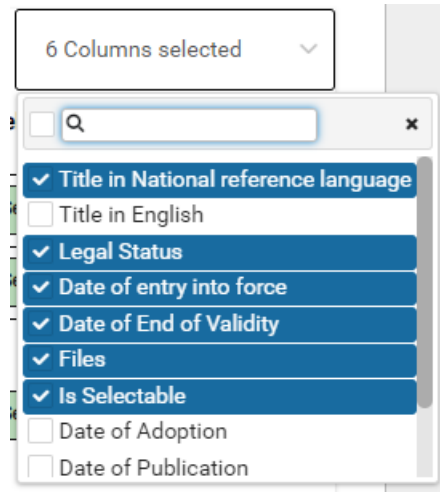 6 Columns selected
Title in National reference language
Title in English
Legal Status
Date of entry into force
Date of End of Validity
Files
Is Selectable
Date of Adoption
Date of Publication